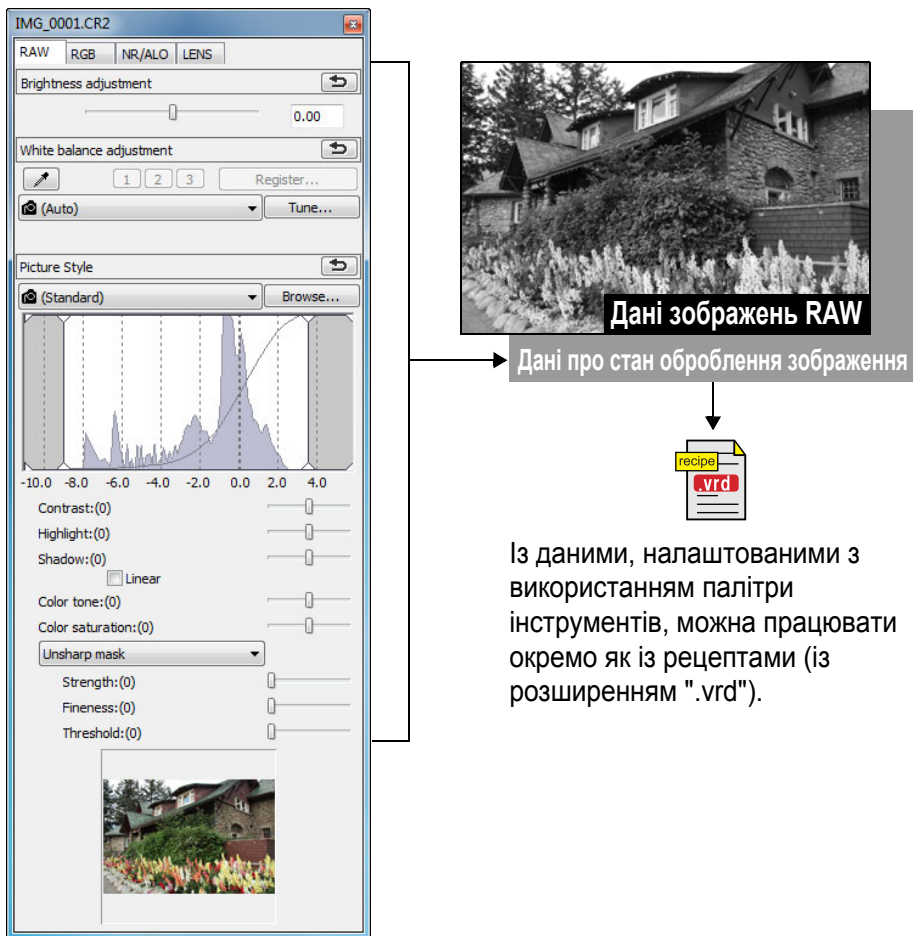 IMG_0001.CR2
RAW RGB NR/ALO LENS
Brightness adjustment
0.00
White balance adjustment
1 2 3 Register...
(Auto) Tune...
Picture Style
(Standard) Browse...
-10.0 -8.0 -6.0 -4.0 -2.0 0.0 2.0 4.0
Contrast:(0)
Highlight:(0)
Shadow:(0)
Linear
Color tone:(0)
Color saturation:(0)
Unsharp mask
Strength:(0)
Fineness:(0)
Threshold:(0)
Дані зображень RAW
Дані про стан оброблення зображення
recipe
.vrd
Із даними, налаштованими з
використанням палітри
інструментів, можна працювати
окремо як із рецептами (із
розширенням ".vrd").